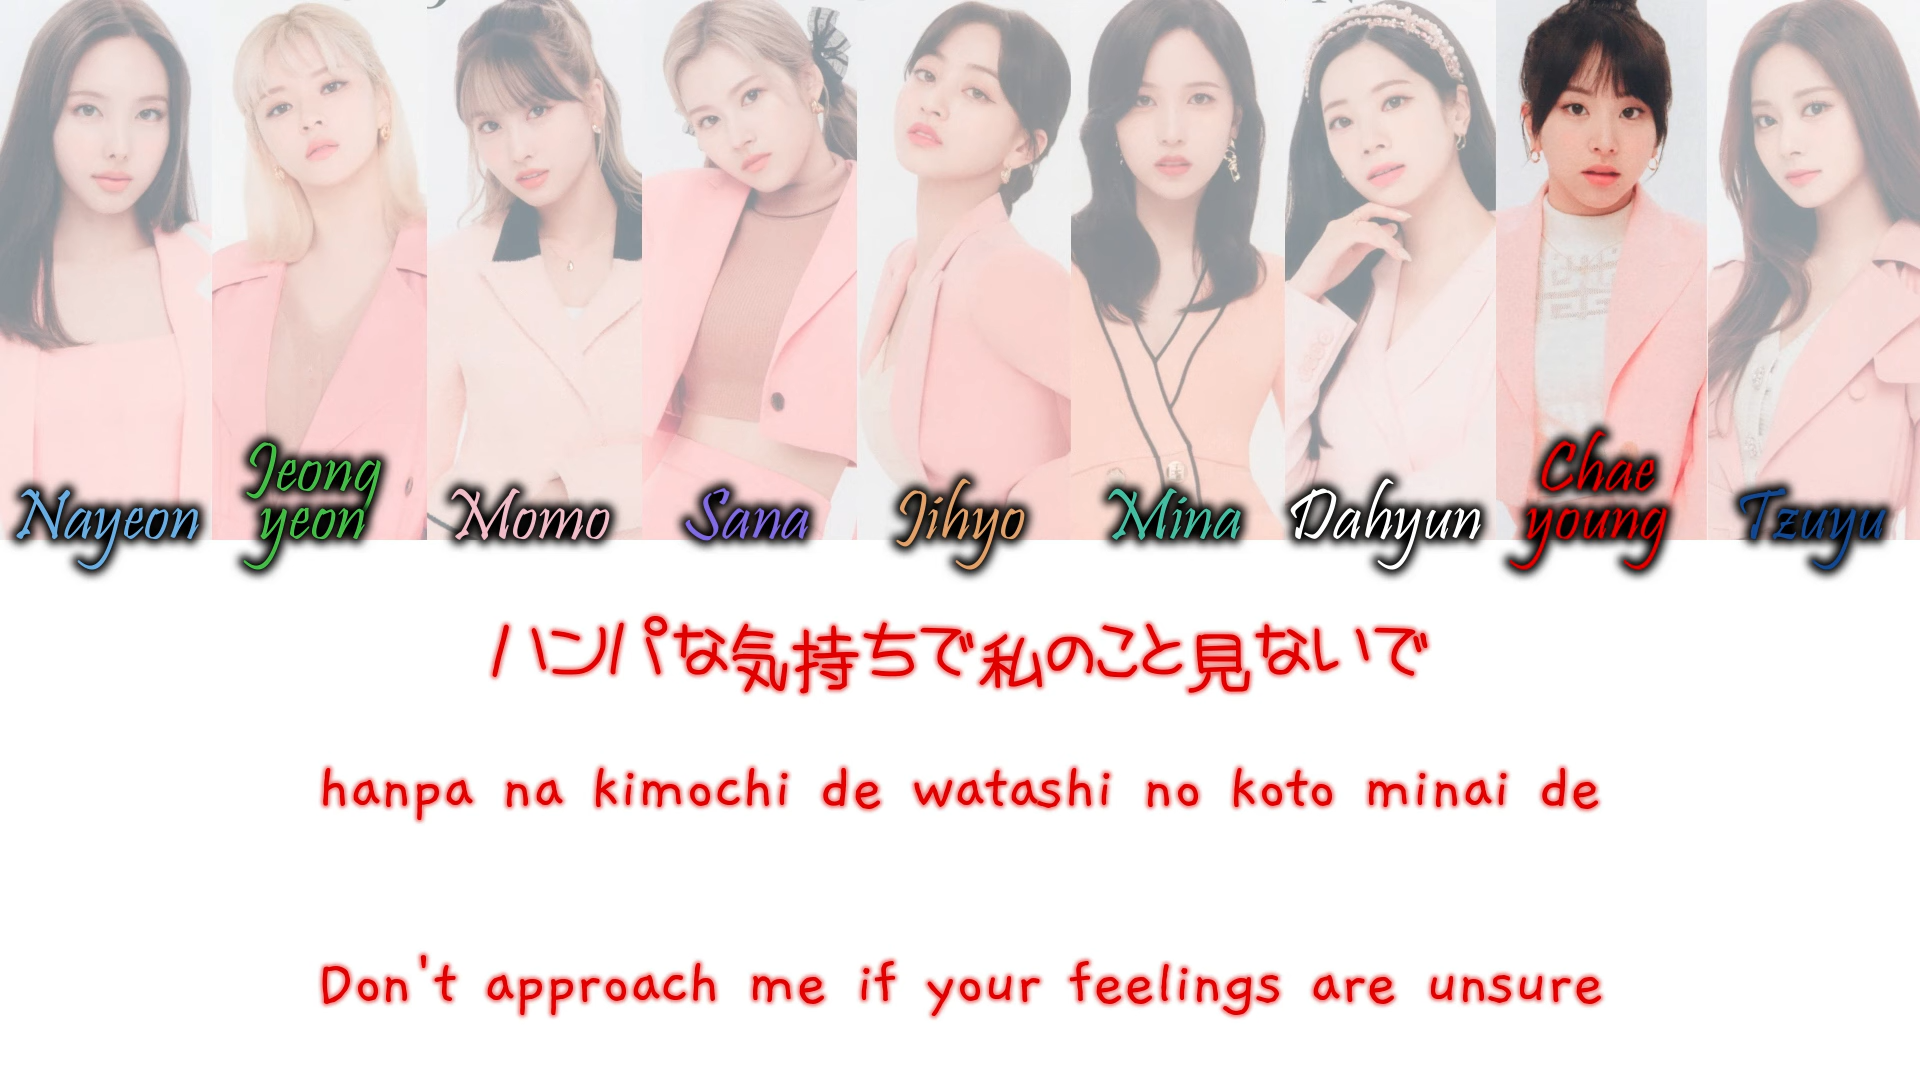 Nayeon
Jeong
yeon
Momo
Sana
Jihyo
Mina
Dahyun
Chae
young
Tzuyu
ハンパな気持ちで私のこと見ないで
hanpa na kimochi de watashi no koto minai de
Don't approach me if your feelings are unsure